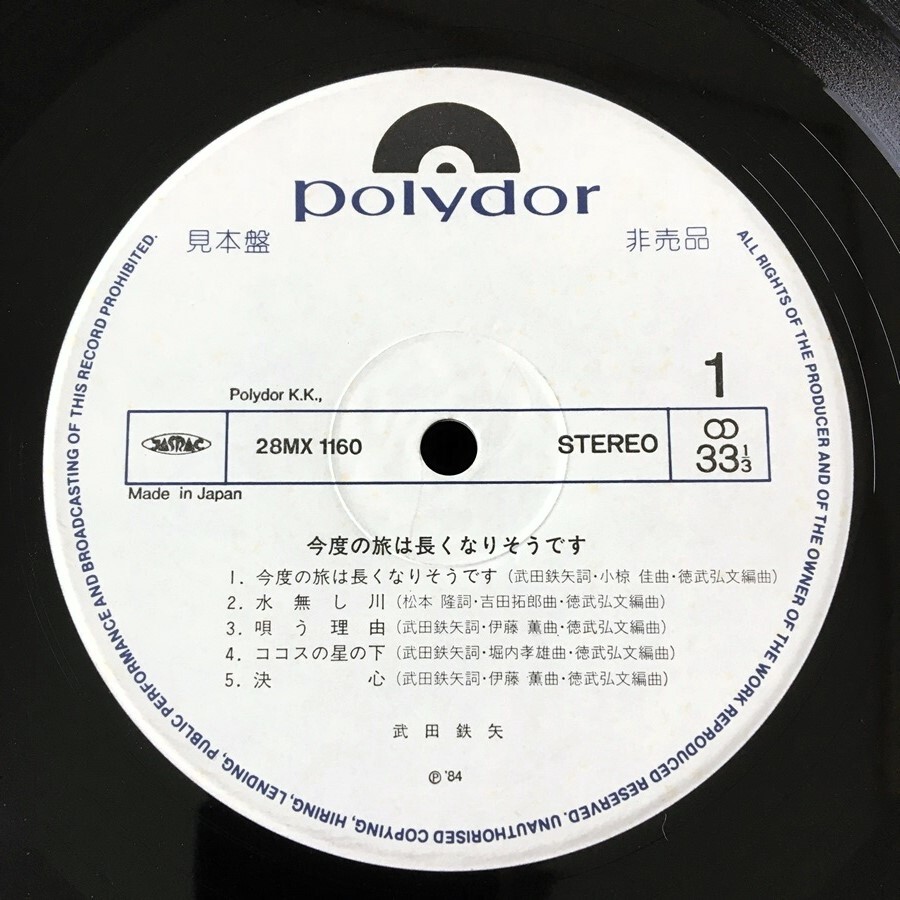 polydor
見本盤
非売品
1
Polydor K.K.,
JASRAC
28MX 1160
STEREO
33⅓
Made in Japan
今度の旅は長くなりそうです
1. 今度の旅は長くなりそうです (武田鉄矢詞・小椋 佳曲・徳武弘文編曲)
2. 水無し川 (松本 隆詞・吉田拓郎曲・徳武弘文編曲)
3. 唄う理由 (武田鉄矢詞・伊藤 薫曲・徳武弘文編曲)
4. ココスの星の下 (武田鉄矢詞・堀内孝雄曲・徳武弘文編曲)
5. 決心 (武田鉄矢詞・伊藤 薫曲・徳武弘文編曲)
武田鉄矢
℗ '84
ALL RIGHTS OF THE PRODUCER AND OF THE OWNER OF THE WORK REPRODUCED RESERVED. UNAUTHORISED COPYING, HIRING, LENDING, PUBLIC PERFORMANCE AND BROADCASTING OF THIS RECORD PROHIBITED.